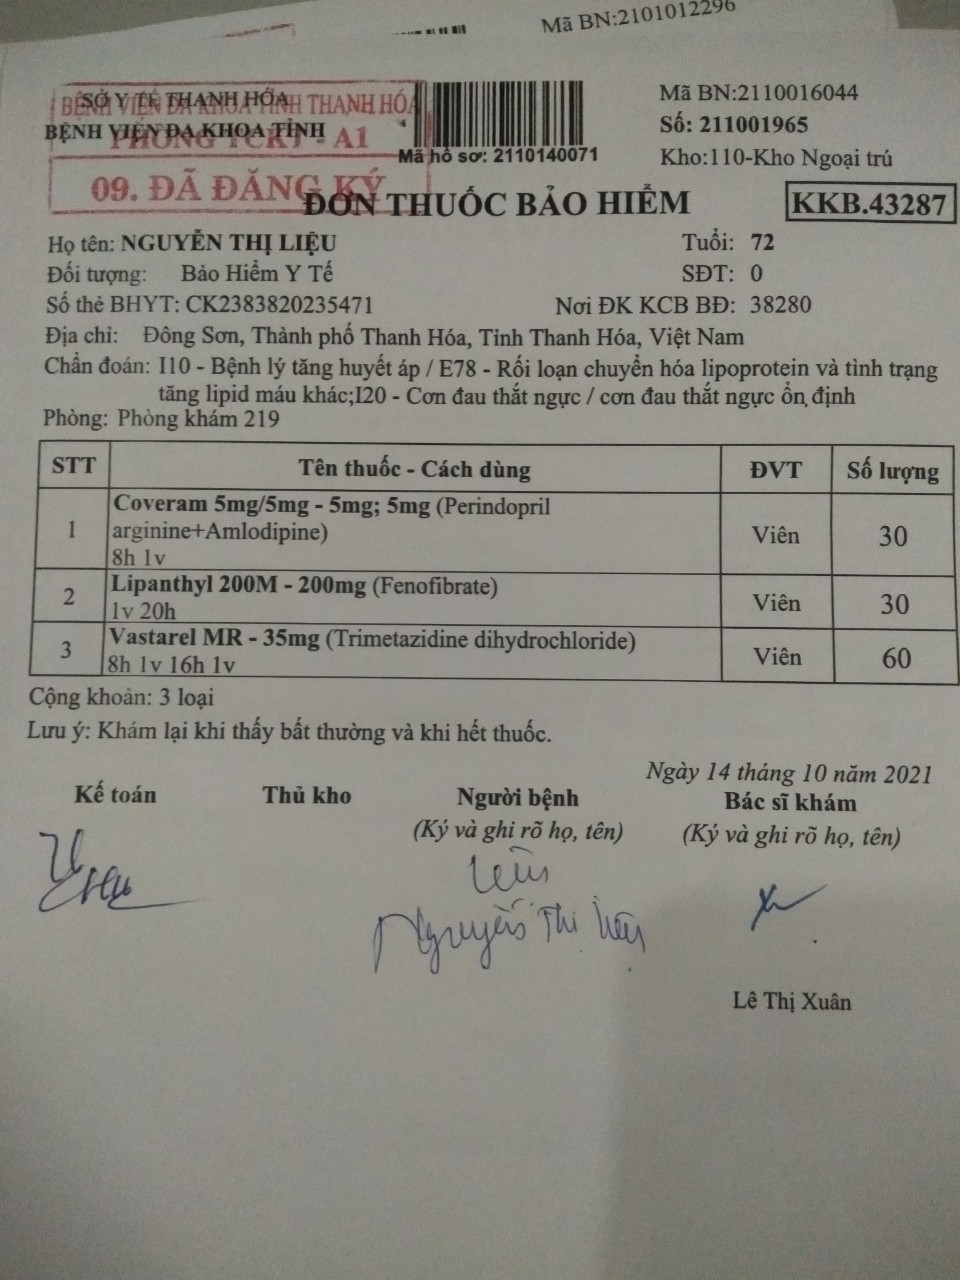 Mã BN:2101012296
SỞ Y TẾ THANH HÓA
BỆNH VIỆN ĐA KHOA TỈNH THANH HÓA
BỆNH VIỆN ĐA KHOA TỈNH
PHÒNG TCKT - A1
09. ĐÃ ĐĂNG KÝ
Mã hồ sơ: 2110140071
Mã BN:2110016044
Số: 211001965
Kho:110-Kho Ngoại trú
ĐƠN THUỐC BẢO HIỂM
KKB.43287
Họ tên: NGUYỄN THỊ LIỆU Tuổi: 72
Đối tượng: Bảo Hiểm Y Tế SĐT: 0
Số thẻ BHYT: CK2383820235471 Nơi ĐK KCB BĐ: 38280
Địa chỉ: Đông Sơn, Thành phố Thanh Hóa, Tỉnh Thanh Hóa, Việt Nam
Chẩn đoán: I10 - Bệnh lý tăng huyết áp / E78 - Rối loạn chuyển hóa lipoprotein và tình trạng
tăng lipid máu khác;I20 - Cơn đau thắt ngực / cơn đau thắt ngực ổn định
Phòng: Phòng khám 219
STT Tên thuốc - Cách dùng ĐVT Số lượng
1 Coveram 5mg/5mg - 5mg; 5mg (Perindopril
arginine+Amlodipine) Viên 30
8h 1v
2 Lipanthyl 200M - 200mg (Fenofibrate) Viên 30
1v 20h
3 Vastarel MR - 35mg (Trimetazidine dihydrochloride) Viên 60
8h 1v 16h 1v
Cộng khoản: 3 loại
Lưu ý: Khám lại khi thấy bất thường và khi hết thuốc.
Ngày 14 tháng 10 năm 2021
Kế toán Thủ kho Người bệnh Bác sĩ khám
(Ký và ghi rõ họ, tên) (Ký và ghi rõ họ, tên)
Nguyễn Thị
Lê Thị Xuân